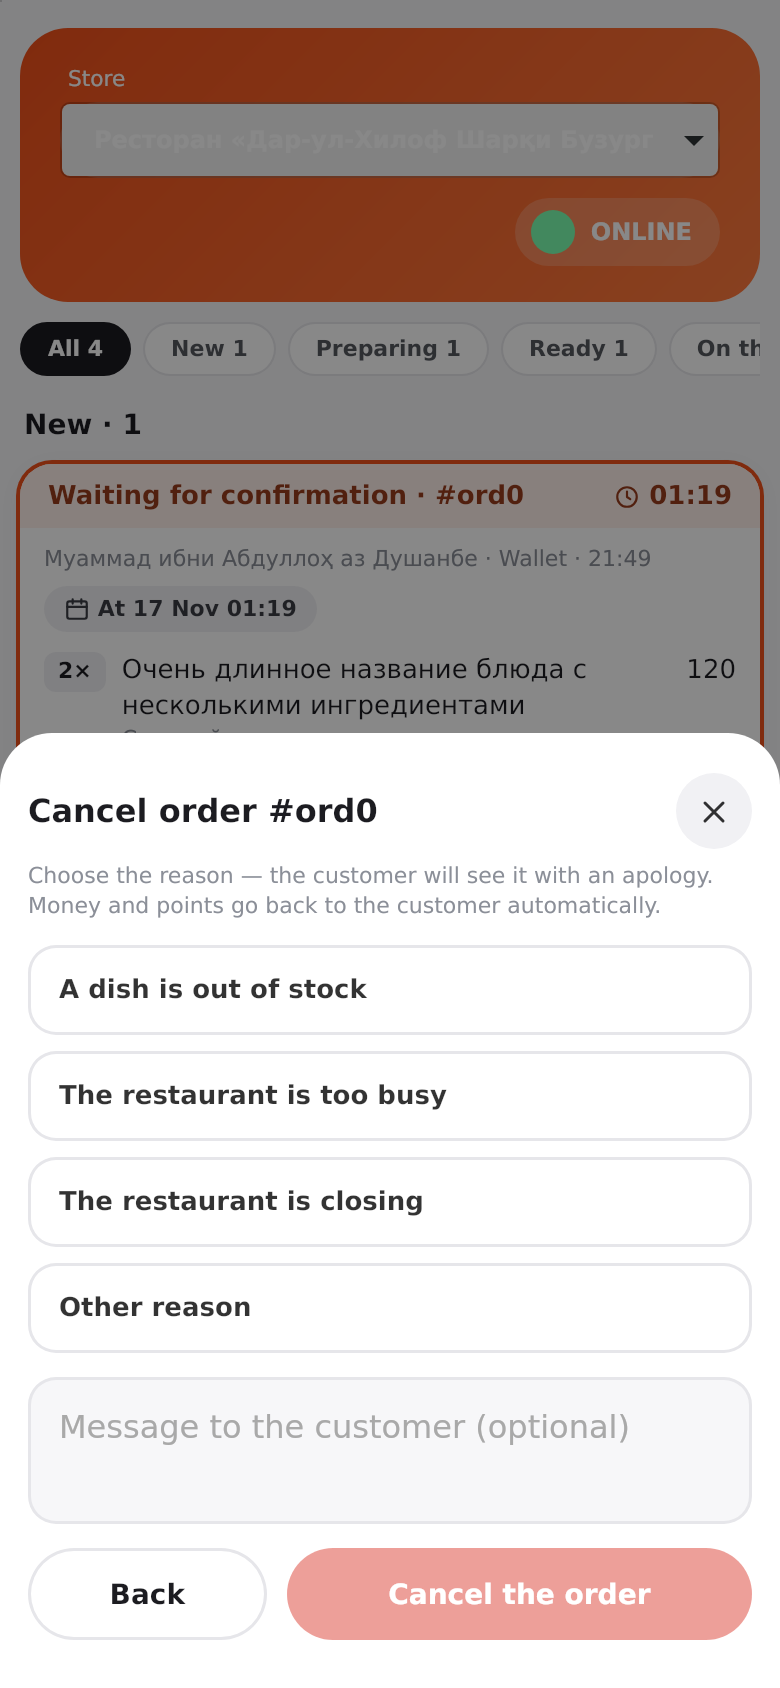 Store
Ресторан «Дар-ул-Хилоф Шарқи Бузург
ONLINE
All 4
New 1
Preparing 1
Ready 1
On th
New · 1
Waiting for confirmation · #ord0
01:19
Муаммад ибни Абдуллоҳ аз Душанбе · Wallet · 21:49
At 17 Nov 01:19
2×
Очень длинное название блюда с
120
несколькими ингредиентами
Cancel order #ord0
Choose the reason — the customer will see it with an apology.
Money and points go back to the customer automatically.
A dish is out of stock
The restaurant is too busy
The restaurant is closing
Other reason
Message to the customer (optional)
Back
Cancel the order